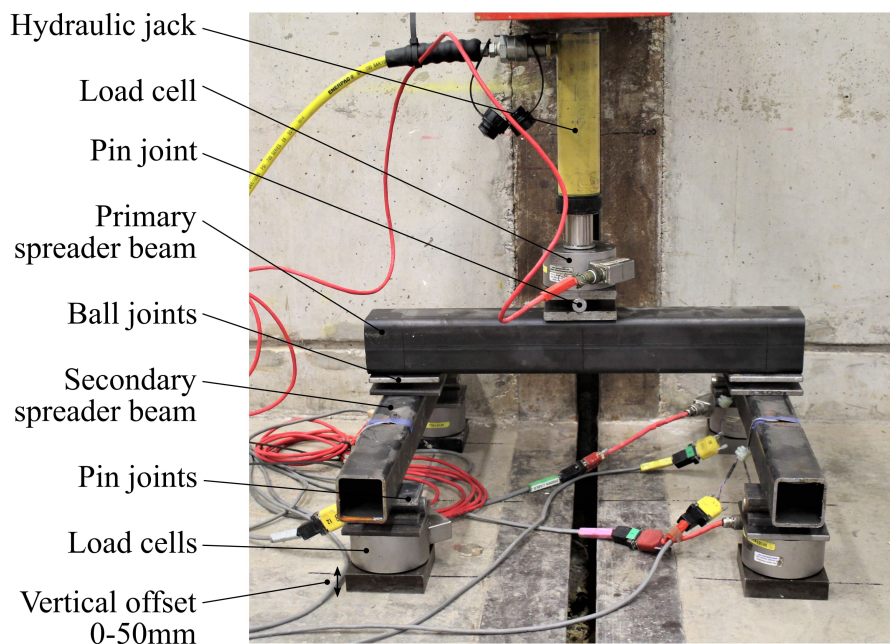 Hydraulic jack
Load cell
Pin joint
Primary
spreader beam
Ball joints
Secondary
spreader beam
Pin joints
Load cells
Vertical offset
0-50mm
ENERPAC